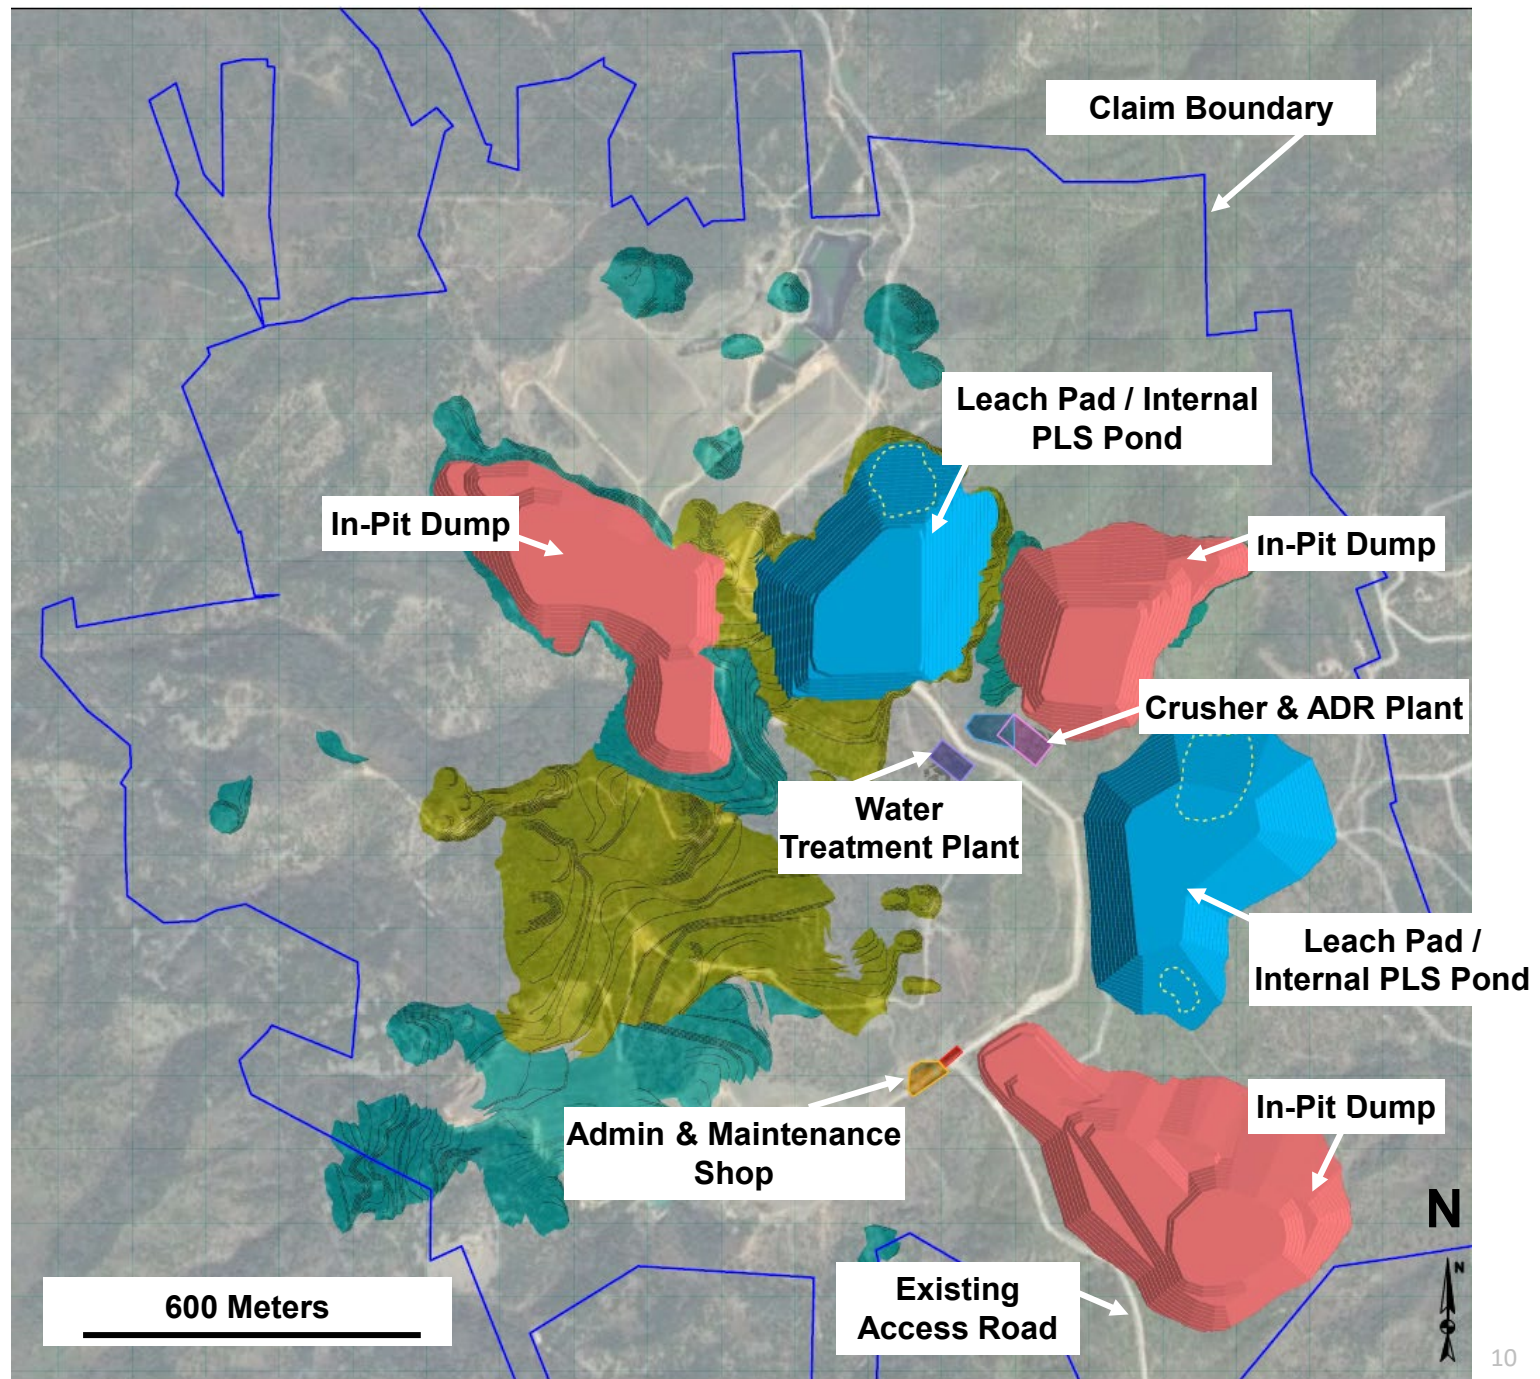 Claim Boundary
Leach Pad / Internal
PLS Pond
In-Pit Dump
In-Pit Dump
Crusher & ADR Plant
Water
Treatment Plant
Leach Pad /
Internal PLS Pond
In-Pit Dump
Admin & Maintenance
Shop
N
N
Existing
Access Road
600 Meters
10